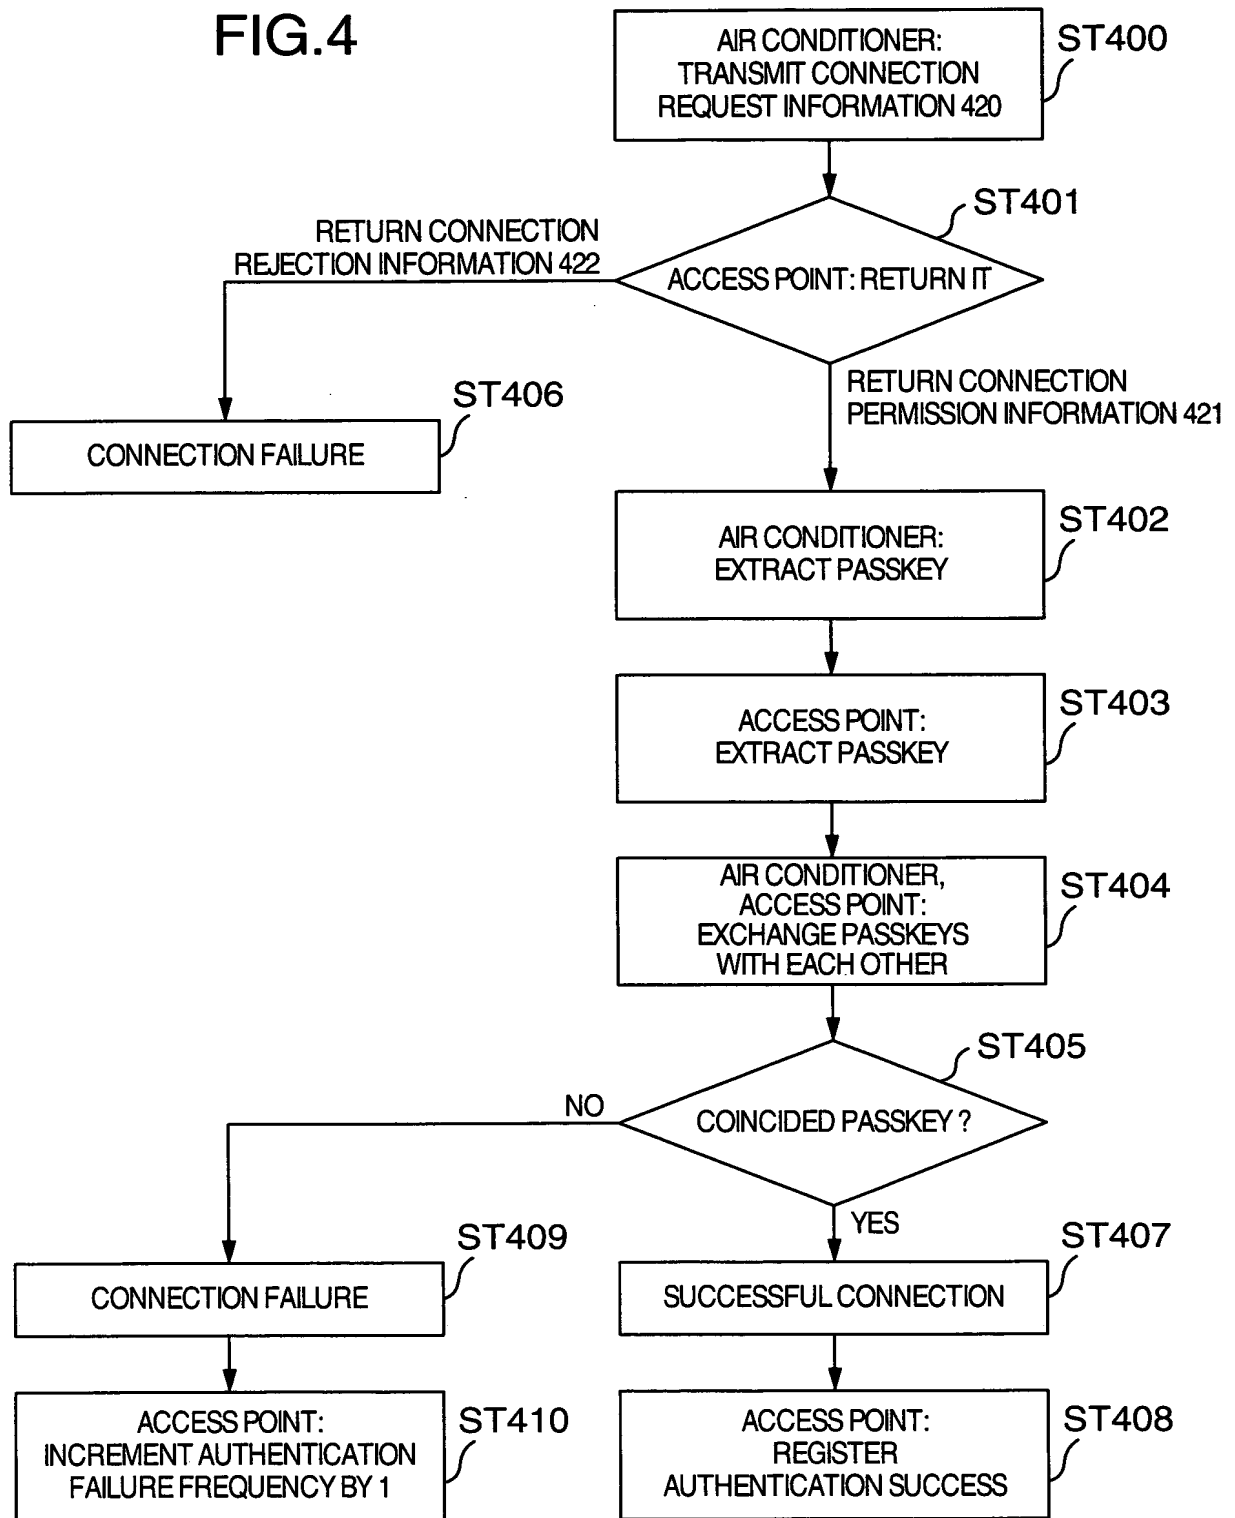 FIG.4
AIR CONDITIONER:
TRANSMIT CONNECTION
REQUEST INFORMATION 420
ST400
ST401
RETURN CONNECTION
REJECTION INFORMATION 422
ACCESS POINT: RETURN IT
ST406
CONNECTION FAILURE
RETURN CONNECTION
PERMISSION INFORMATION 421
ST402
AIR CONDITIONER:
EXTRACT PASSKEY
ST403
ACCESS POINT:
EXTRACT PASSKEY
ST404
AIR CONDITIONER,
ACCESS POINT:
EXCHANGE PASSKEYS
WITH EACH OTHER
ST405
NO
COINCIDED PASSKEY ?
YES
ST409
CONNECTION FAILURE
ST407
SUCCESSFUL CONNECTION
ST410
ACCESS POINT:
INCREMENT AUTHENTICATION
FAILURE FREQUENCY BY 1
ST408
ACCESS POINT:
REGISTER
AUTHENTICATION SUCCESS